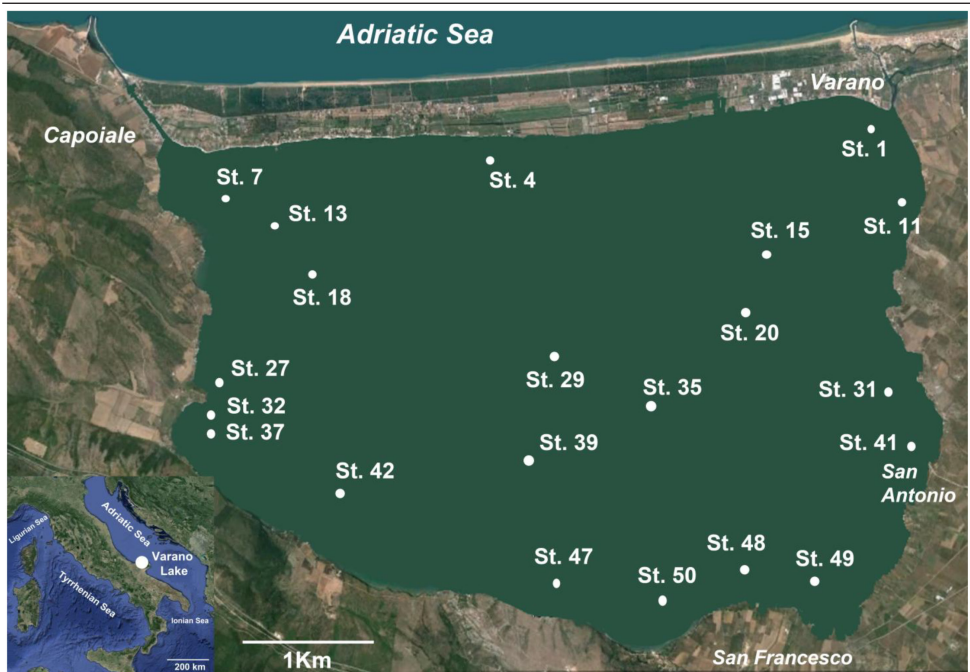 Adriatic Sea
Varano
Capoiale
St. 1
St. 4
St. 7
St. 13
St. 11
St. 15
St. 18
St. 20
St. 27
St. 29
St. 35
St. 31
St. 32
St. 37
St. 39
St. 41
St. 42
San
Antonio
St. 47
St. 48
St. 49
St. 50
1Km
San Francesco
Adriatic Sea
Ligurian Sea
Varano
Lake
Tyrrhenian Sea
Ionian Sea
200 km